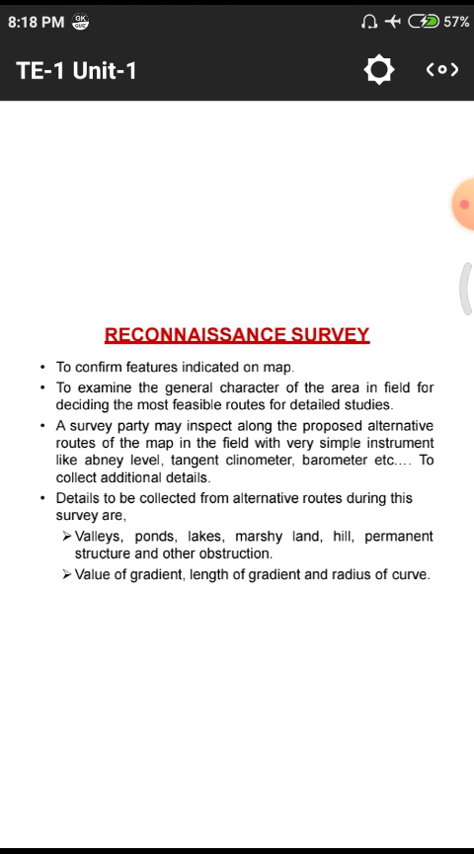 8:18 PM
57%
TE-1 Unit-1
RECONNAISSANCE SURVEY
• To confirm features indicated on map.
• To examine the general character of the area in field for
deciding the most feasible routes for detailed studies.
• A survey party may inspect along the proposed alternative
routes of the map in the field with very simple instrument
like abney level, tangent clinometer, barometer etc.... To
collect additional details.
• Details to be collected from alternative routes during this
survey are,
➢ Valleys, ponds, lakes, marshy land, hill, permanent
structure and other obstruction.
➢ Value of gradient, length of gradient and radius of curve.